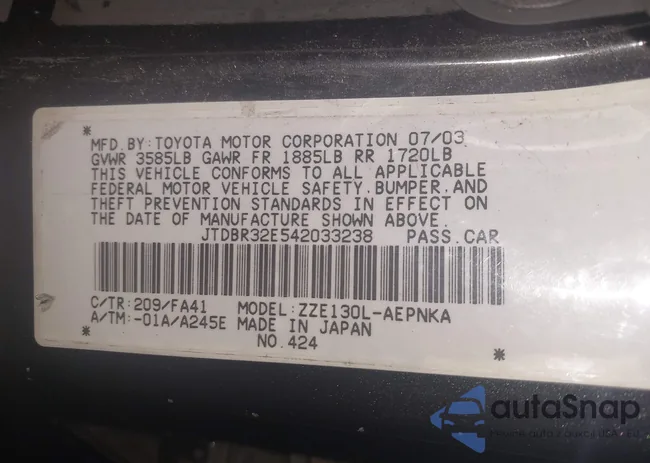 *
MFD.BY:TOYOTA MOTOR CORPORATION 07/03
GVWR 3585LB GAWR FR 1885LB RR 1720LB
THIS VEHICLE CONFORMS TO ALL APPLICABLE
FEDERAL MOTOR VEHICLE SAFETY,BUMPER,AND
THEFT PREVENTION STANDARDS IN EFFECT ON
THE DATE OF MANUFACTURE SHOWN ABOVE.
JTDBR32E542033238 PASS.CAR
C/TR:209/FA41 MODEL:ZZE130L-AEPNKA
A/TM:-01A/A245E MADE IN JAPAN
* NO.424 *
autaSnap